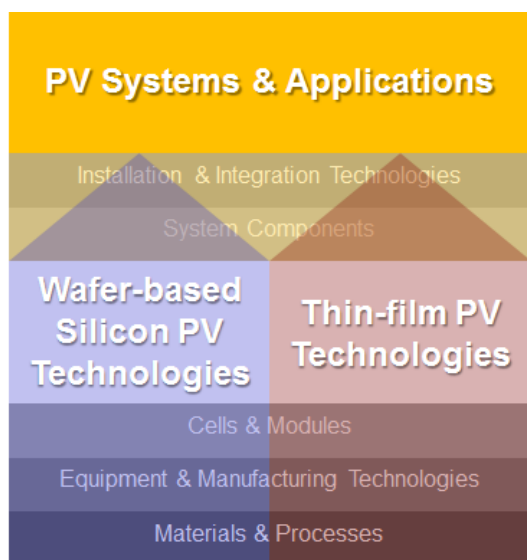 PV Systems & Applications
Installation & Integration Technologies
System Components
Wafer-based
Silicon PV
Technologies
Thin-film PV
Technologies
Cells & Modules
Equipment & Manufacturing Technologies
Materials & Processes